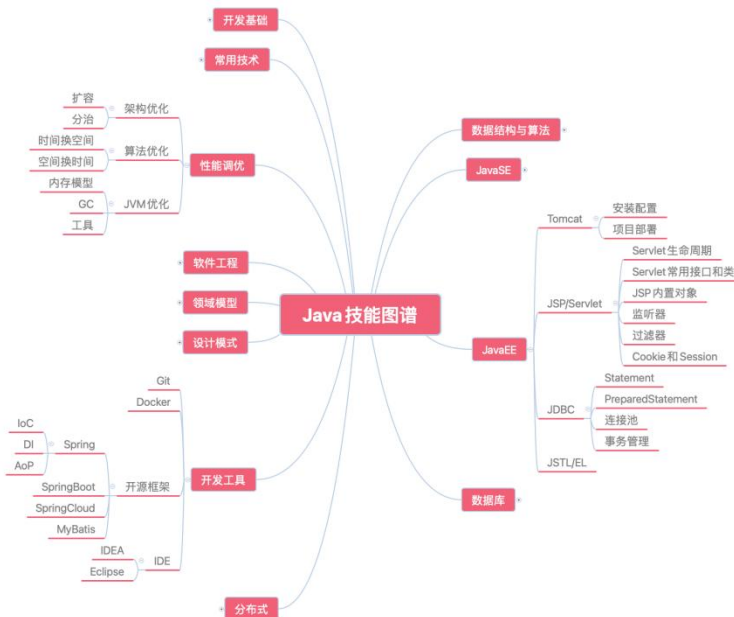 Java技能图谱
开发基础
常用技术
性能调优
架构优化
扩容
分治
算法优化
时间换空间
空间换时间
JVM优化
内存模型
GC
工具
软件工程
领域模型
设计模式
开发工具
Git
Docker
开源框架
Spring
IoC
DI
AoP
SpringBoot
SpringCloud
MyBatis
IDE
IDEA
Eclipse
分布式
数据结构与算法
JavaSE
JavaEE
Tomcat
安装配置
项目部署
JSP/Servlet
Servlet生命周期
Servlet常用接口和类
JSP内置对象
监听器
过滤器
Cookie和Session
JDBC
Statement
PreparedStatement
连接池
事务管理
JSTL/EL
数据库